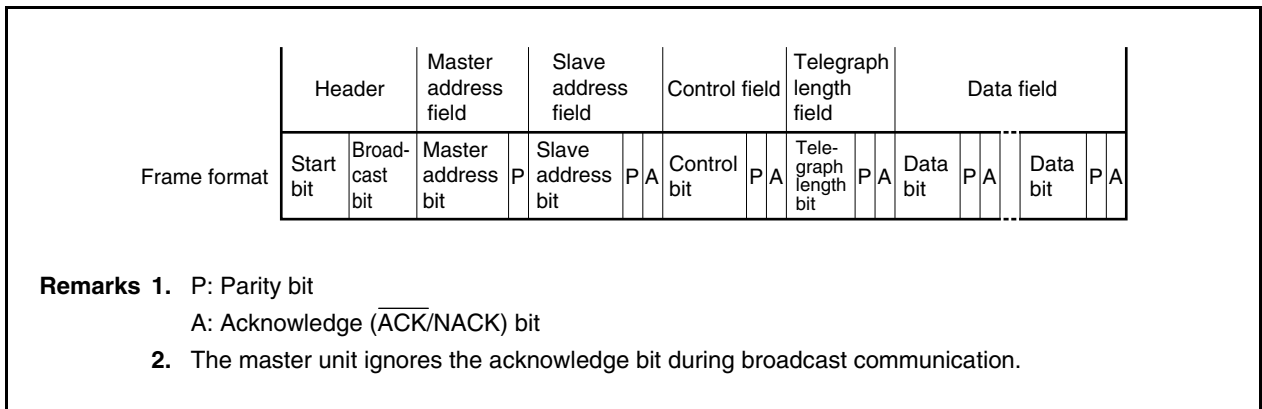 Header
Master address field
Slave address field
Control field
Telegraph length field
Data field
Frame format
Start bit
Broad-cast bit
Master address bit
P
Slave address bit
P
A
Control bit
P
A
Tele-graph length bit
P
A
Data bit
P
A
Data bit
P
A
Remarks 1. P: Parity bit
A: Acknowledge (ACK/NACK) bit
2. The master unit ignores the acknowledge bit during broadcast communication.